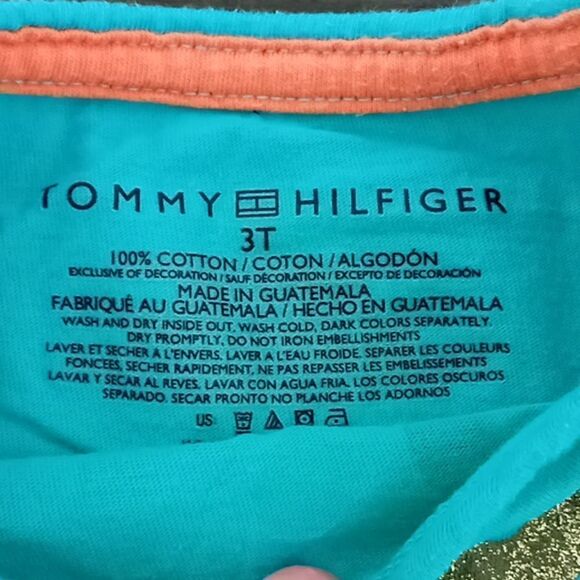 TOMMY HILFIGER
3T
100% COTTON / COTON / ALGODÓN
EXCLUSIVE OF DECORATION / SAUF DÉCORATION / EXCEPTO DE DECORACIÓN
MADE IN GUATEMALA
FABRIQUÉ AU GUATEMALA / HECHO EN GUATEMALA
WASH AND DRY INSIDE OUT, WASH COLD, DARK COLORS SEPARATELY.
DRY PROMPTLY, DO NOT IRON EMBELLISHMENTS
LAVER ET SECHER A L'ENVERS. LAVER A L'EAU FROIDE. SEPARER LES COULEURS
FONCEES, SECHER RAPIDEMENT, NE PAS REPASSER LES EMBELISSEMENTS
LAVAR Y SECAR AL REVES. LAVAR CON AGUA FRIA. LOS COLORES OSCUROS
SEPARADO. SECAR PRONTO NO PLANCHE LOS ADORNOS
US: